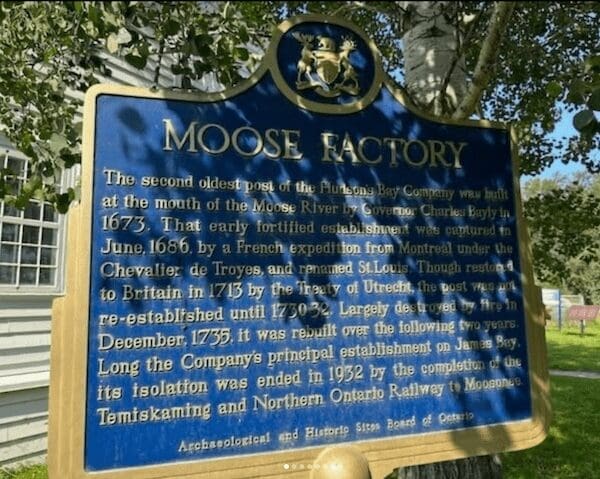 MOOSE FACTORY
The second oldest post of the Hudson's Bay Company was built
at the mouth of the Moose River by Governor Charles Bayly in
1673. That early fortified establishment was captured in
June, 1686, by a French expedition from Montreal under the
Chevalier de Troyes, and renamed St.Louis. Though restored
to Britain in 1713 by the Treaty of Utrecht, the post was not
re-established until 1730-32. Largely destroyed by fire in
December, 1735, it was rebuilt over the following two years.
Long the Company's principal establishment on James Bay,
its isolation was ended in 1932 by the completion of the
Temiskaming and Northern Ontario Railway to Moosonee.
Archaeological and Historic Sites Board of Ontario